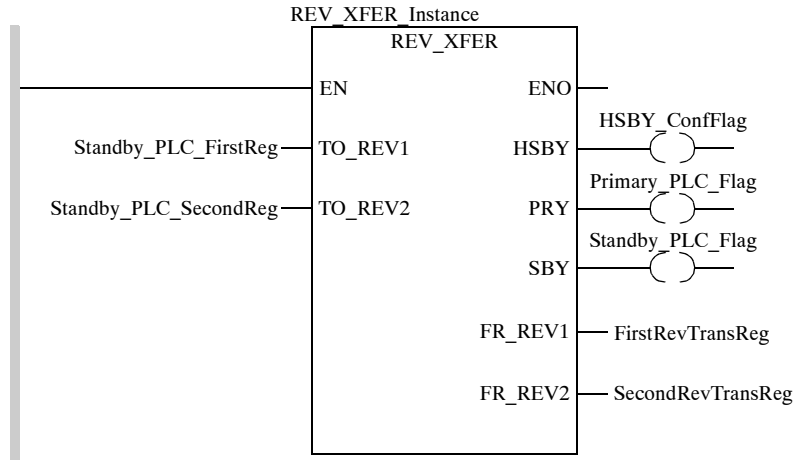 REV_XFER_Instance
REV_XFER
EN ENO
HSBY_ConfFlag
Standby_PLC_FirstReg TO_REV1 HSBY
Primary_PLC_Flag
Standby_PLC_SecondReg TO_REV2 PRY
Standby_PLC_Flag
SBY
FR_REV1 FirstRevTransReg
FR_REV2 SecondRevTransReg